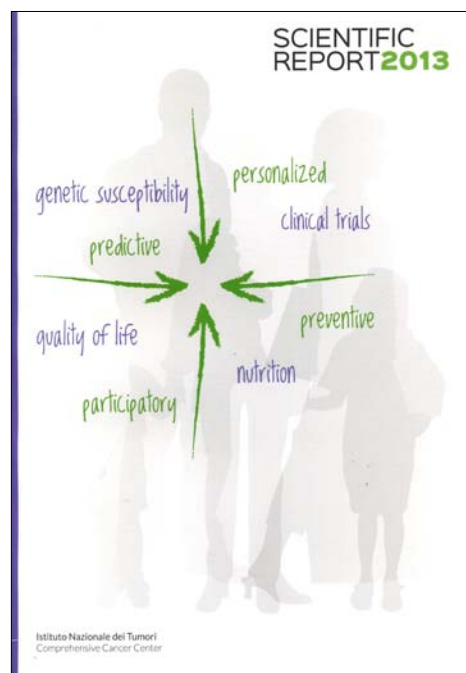 SCIENTIFIC
REPORT2013
personalized
genetic susceptibility
clinical trials
predictive
preventive
quality of life
nutrition
participatory
Istituto Nazionale dei Tumori
Comprehensive Cancer Center